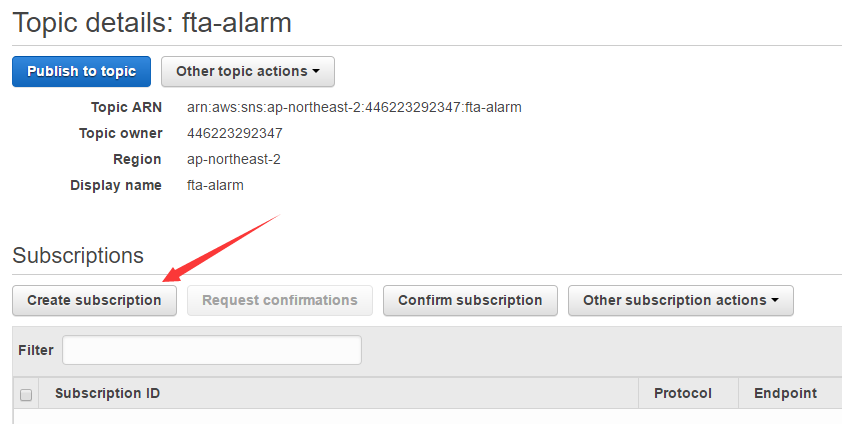 Topic details: fta-alarm
Publish to topic Other topic actions
Topic ARN arn:aws:sns:ap-northeast-2:446223292347:fta-alarm
Topic owner 446223292347
Region ap-northeast-2
Display name fta-alarm
Subscriptions
Create subscription Request confirmations Confirm subscription Other subscription actions
Filter
Subscription ID Protocol Endpoint